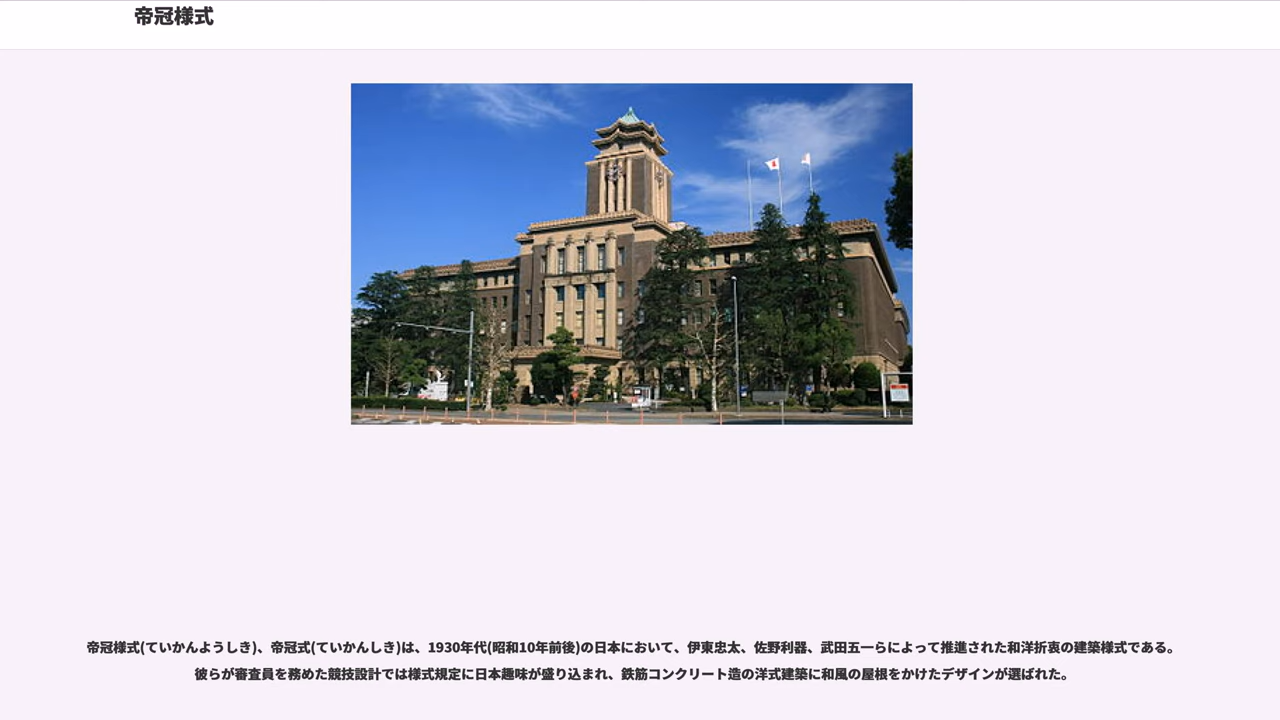 帝冠様式
帝冠様式(ていかんようしき)、帝冠式(ていかんしき)は、1930年代(昭和10年前後)の日本において、伊東忠太、佐野利器、武田五一らによって推進された和洋折衷の建築様式である。
彼らが審査員を務めた競技設計では様式規定に日本趣味が盛り込まれ、鉄筋コンクリート造の洋式建築に和風の屋根をかけたデザインが選ばれた。